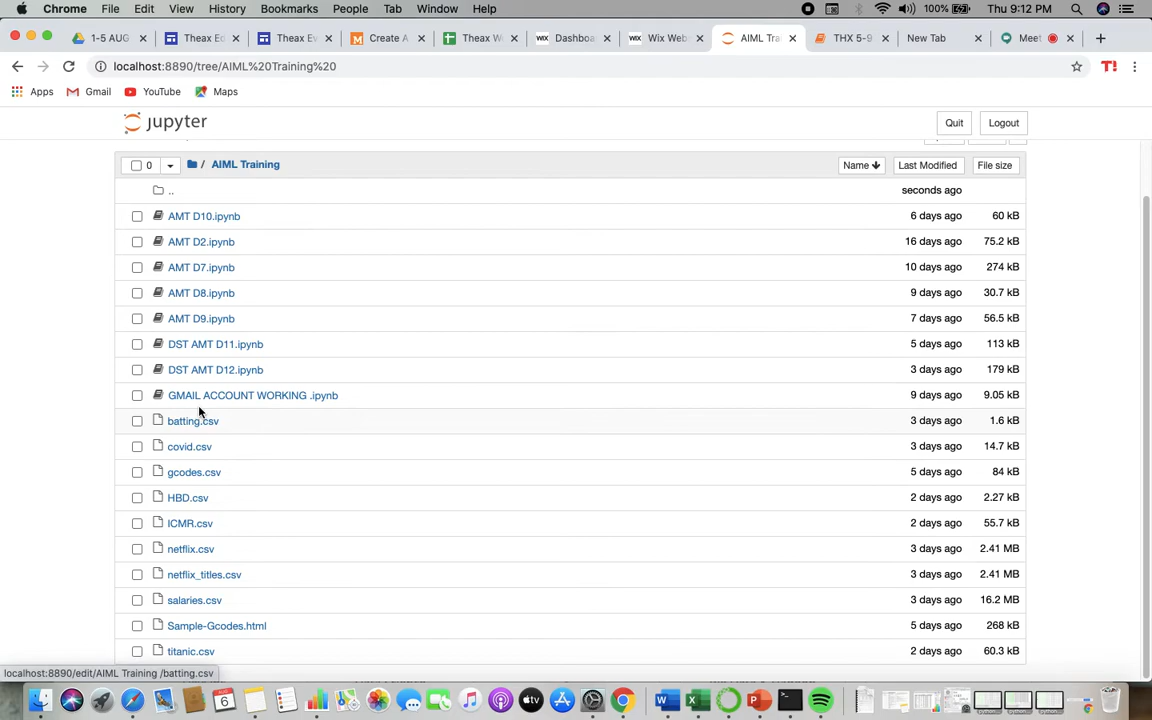 Chrome File Edit View History Bookmarks People Tab Window Help 100% Thu 9:12 PM
1-5 AUG Theax Ec Theax Ev Create A Theax W Dashboa Wix Web AIML Trai THX 5-9 New Tab Meet
localhost:8890/tree/AIML%20Training%20
Apps Gmail YouTube Maps
jupyter Quit Logout
0 / AIML Training Name Last Modified File size
.. seconds ago
AMT D10.ipynb 6 days ago 60 kB
AMT D2.ipynb 16 days ago 75.2 kB
AMT D7.ipynb 10 days ago 274 kB
AMT D8.ipynb 9 days ago 30.7 kB
AMT D9.ipynb 7 days ago 56.5 kB
DST AMT D11.ipynb 5 days ago 113 kB
DST AMT D12.ipynb 3 days ago 179 kB
GMAIL ACCOUNT WORKING .ipynb 9 days ago 9.05 kB
batting.csv 3 days ago 1.6 kB
covid.csv 3 days ago 14.7 kB
gcodes.csv 5 days ago 84 kB
HBD.csv 2 days ago 2.27 kB
ICMR.csv 2 days ago 55.7 kB
netflix.csv 3 days ago 2.41 MB
netflix_titles.csv 3 days ago 2.41 MB
salaries.csv 3 days ago 16.2 MB
Sample-Gcodes.html 5 days ago 268 kB
titanic.csv 2 days ago 60.3 kB
localhost:8890/edit/AIML Training /batting.csv
AUG
6